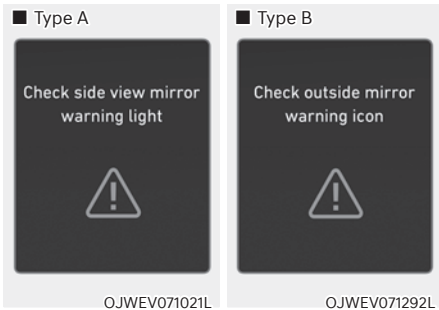 ■ Type A
Check side view mirror
warning light
OJWEV071021L
■ Type B
Check outside mirror
warning icon
OJWEV071292L